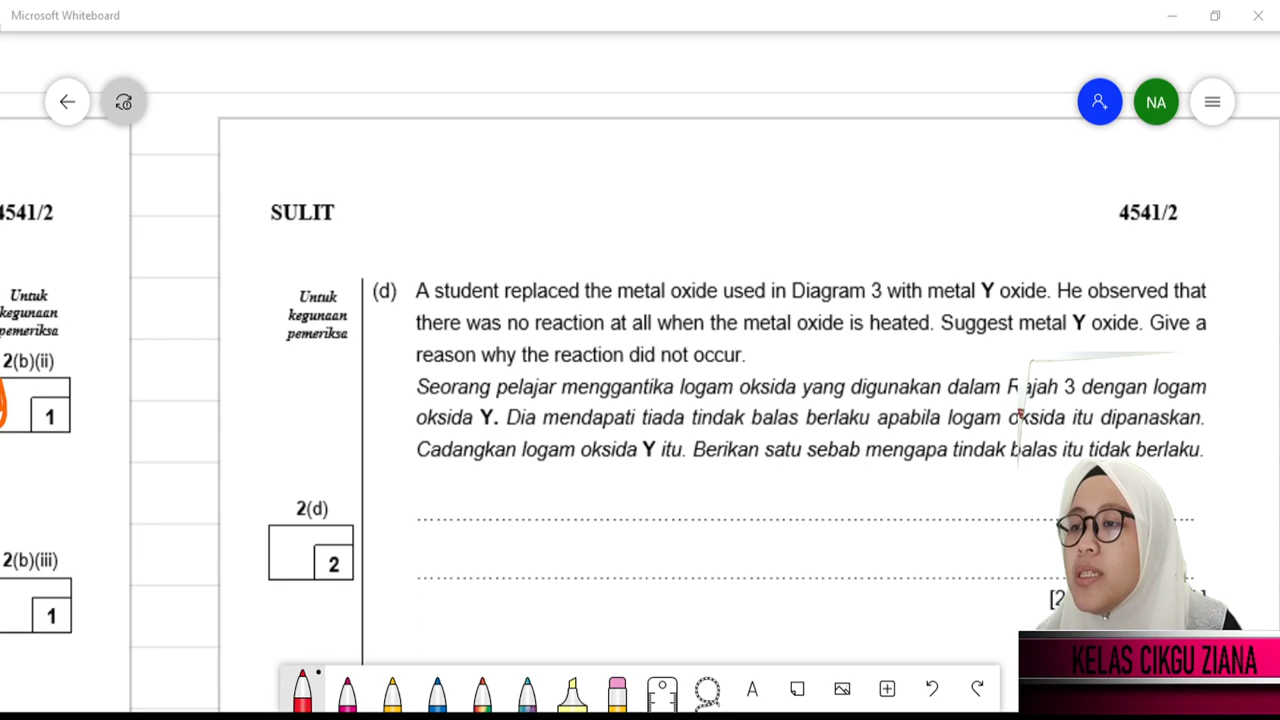 Microsoft Whiteboard
NA
4541/2
SULIT
4541/2
Untuk
kegunaan
pemeriksa
2(b)(ii)
1
2(b)(iii)
1
Untuk
kegunaan
pemeriksa
(d) A student replaced the metal oxide used in Diagram 3 with metal Y oxide. He observed that
there was no reaction at all when the metal oxide is heated. Suggest metal Y oxide. Give a
reason why the reaction did not occur.
Seorang pelajar menggantika logam oksida yang digunakan dalam Rajah 3 dengan logam
oksida Y. Dia mendapati tiada tindak balas berlaku apabila logam oksida itu dipanaskan.
Cadangkan logam oksida Y itu. Berikan satu sebab mengapa tindak balas itu tidak berlaku.
2(d)
2
[2
KELAS CIKGU ZIANA